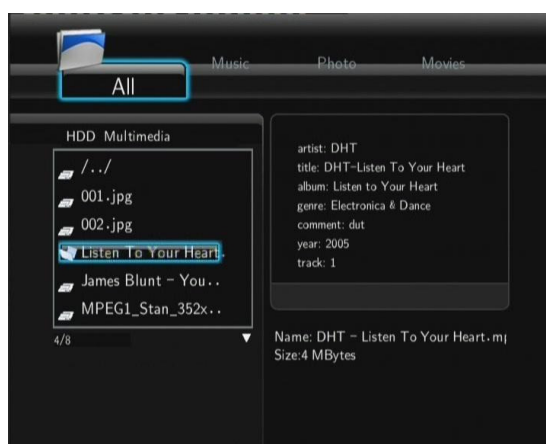 Music Photo Movies
All
HDD Multimedia
/../
001.jpg
002.jpg
Listen To Your Heart.
James Blunt - You..
MPEG1_Stan_352x..
4/8
artist: DHT
title: DHT-Listen To Your Heart
album: Listen to Your Heart
genre: Electronica & Dance
comment: dut
year: 2005
track: 1
Name: DHT - Listen To Your Heart.mp
Size:4 MBytes